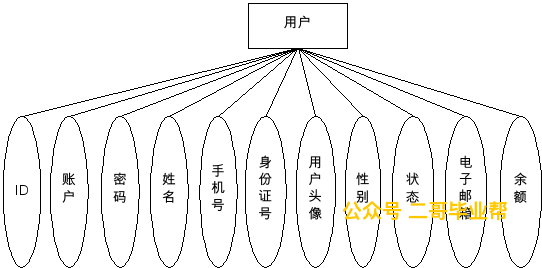 用户
ID
账户
密码
姓名
手机号
身份证号
用户头像
性别
状态
电子邮箱
余额
公众号 二哥毕业帮